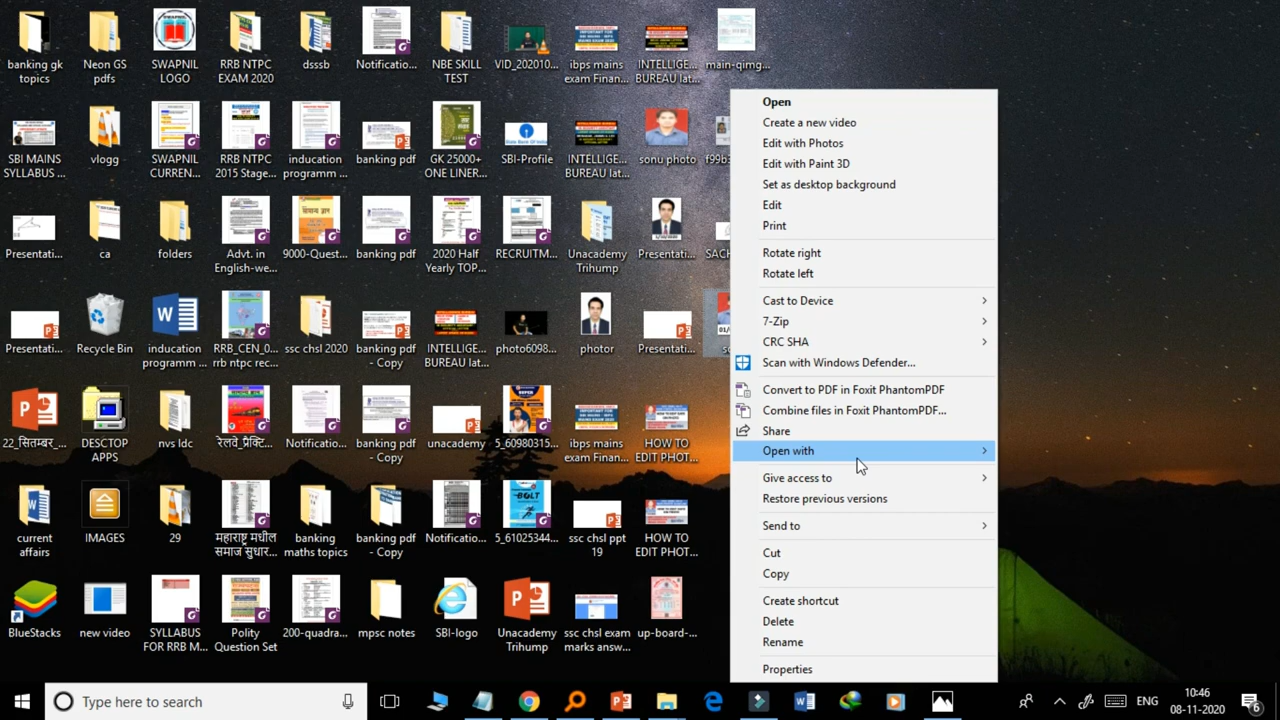 banking gk
topics
Neon GS
pdfs
SWAPNIL
LOGO
RRB NTPC
EXAM 2020
dsssb
Notificatio...
NBE SKILL
TEST
VID_202010...
ibps mains
exam Finan...
INTELLIGE...
BUREAU lat...
main-qimg...
SBI MAINS
SYLLABUS ...
vlogg
SWAPNIL
CURREN...
RRB NTPC
2015 Stage...
inducation
programm ...
banking pdf
GK 25000+
ONE LINER...
SBI-Profile
INTELLIGE...
BUREAU lat...
sonu photo
f99b3
Presentati...
ca
folders
Advt. in
English-we...
9000-Quest...
banking pdf
2020 Half
Yearly TOP...
RECRUITM...
Unacademy
Trihump
Presentati...
SACH
Presentati...
Recycle Bin
inducation
programm ...
RRB_CEN_0...
rrb ntpc rec...
ssc chsl 2020
banking pdf
- Copy
INTELLIGE...
BUREAU lat...
photo6098...
photor
Presentati...
22_सितम्बर_...
DESCTOP
APPS
nvs ldc
रेलवे_प्रैक्टि...
Notificatio...
banking pdf
- Copy
unacademy
5_60980315...
ibps mains
exam Finan...
HOW TO
EDIT PHOT...
current
affairs
IMAGES
29
महाराष्ट्र मधील
समाज सुधार...
banking
maths topics
banking pdf
- Copy
Notificatio...
5_61025344...
ssc chsl ppt
19
HOW TO
EDIT PHOT...
BlueStacks
new video
SYLLABUS
FOR RRB M...
Polity
Question Set
200-quadra...
mpsc notes
SBI-logo
Unacademy
Trihump
ssc chsl exam
marks answ...
up-board-...
Open
Create a new video
Edit with Photos
Edit with Paint 3D
Set as desktop background
Edit
Print
Rotate right
Rotate left
Cast to Device
7-Zip
CRC SHA
Scan with Windows Defender...
Convert to PDF in Foxit PhantomPDF
Combine files in Foxit PhantomPDF...
Share
Open with
Give access to
Restore previous versions
Send to
Cut
Copy
Create shortcut
Delete
Rename
Properties
Type here to search
ENG
10:46
08-11-2020
6